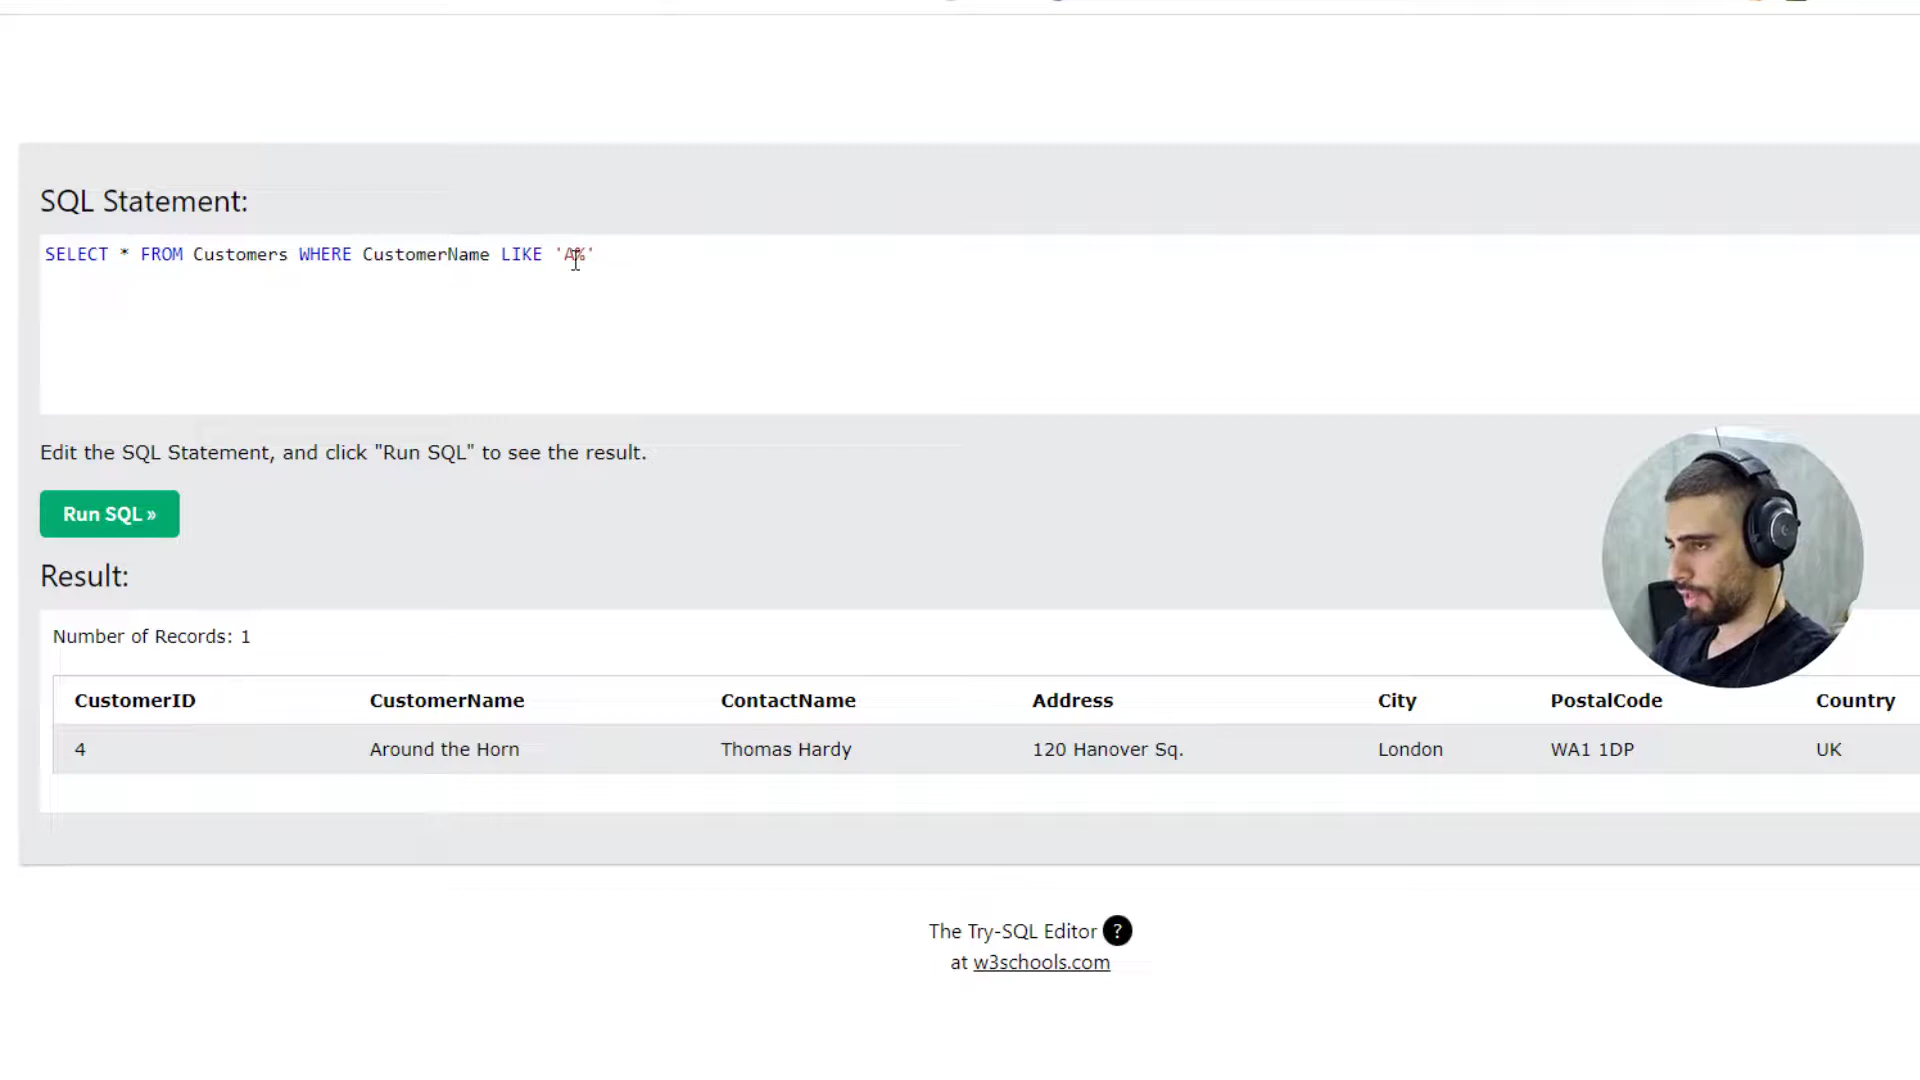 SQL Statement:
SELECT * FROM Customers WHERE CustomerName LIKE 'A%'
Edit the SQL Statement, and click "Run SQL" to see the result.
Run SQL »
Result:
Number of Records: 1
CustomerID CustomerName ContactName Address City PostalCode Country
4 Around the Horn Thomas Hardy 120 Hanover Sq. London WA1 1DP UK
The Try-SQL Editor ?
at w3schools.com